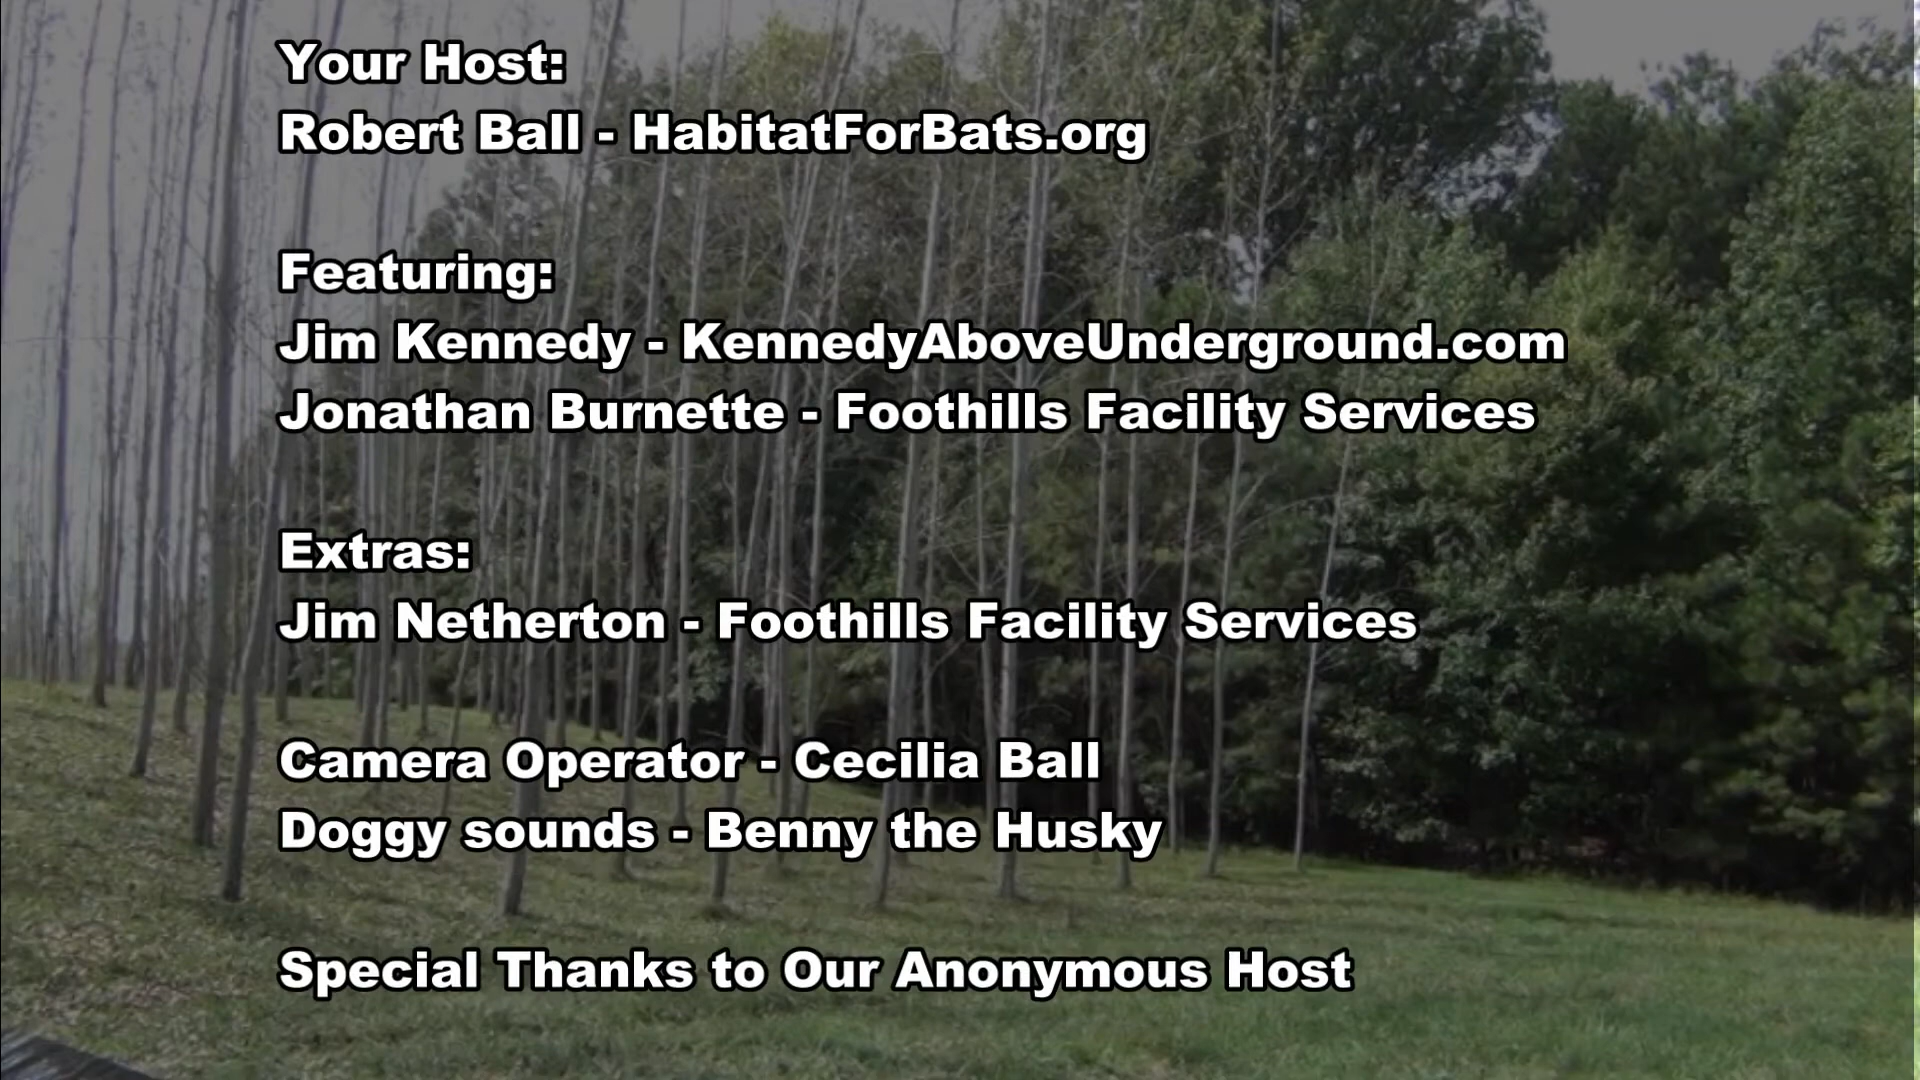 Your Host:
Robert Ball - HabitatForBats.org
Featuring:
Jim Kennedy - KennedyAboveUnderground.com
Jonathan Burnette - Foothills Facility Services
Extras:
Jim Netherton - Foothills Facility Services
Camera Operator - Cecilia Ball
Doggy sounds - Benny the Husky
Special Thanks to Our Anonymous Host